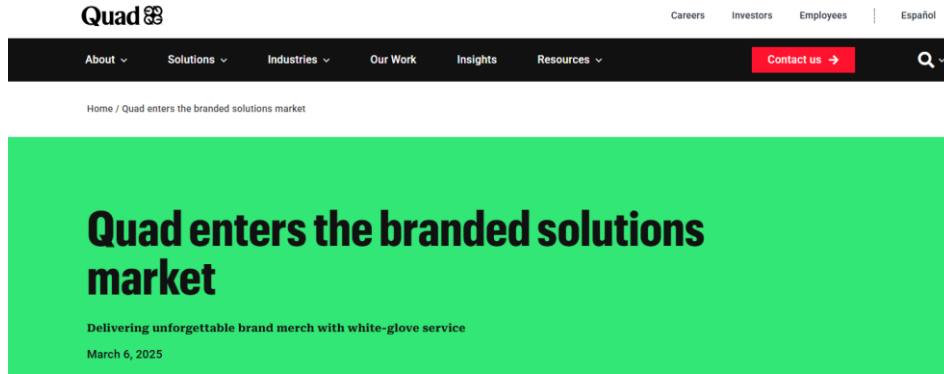 Quad
Careers Investors Employees Español
About Solutions Industries Our Work Insights Resources Contact us →
Home / Quad enters the branded solutions market
Quad enters the branded solutions
market
Delivering unforgettable brand merch with white-glove service
March 6, 2025